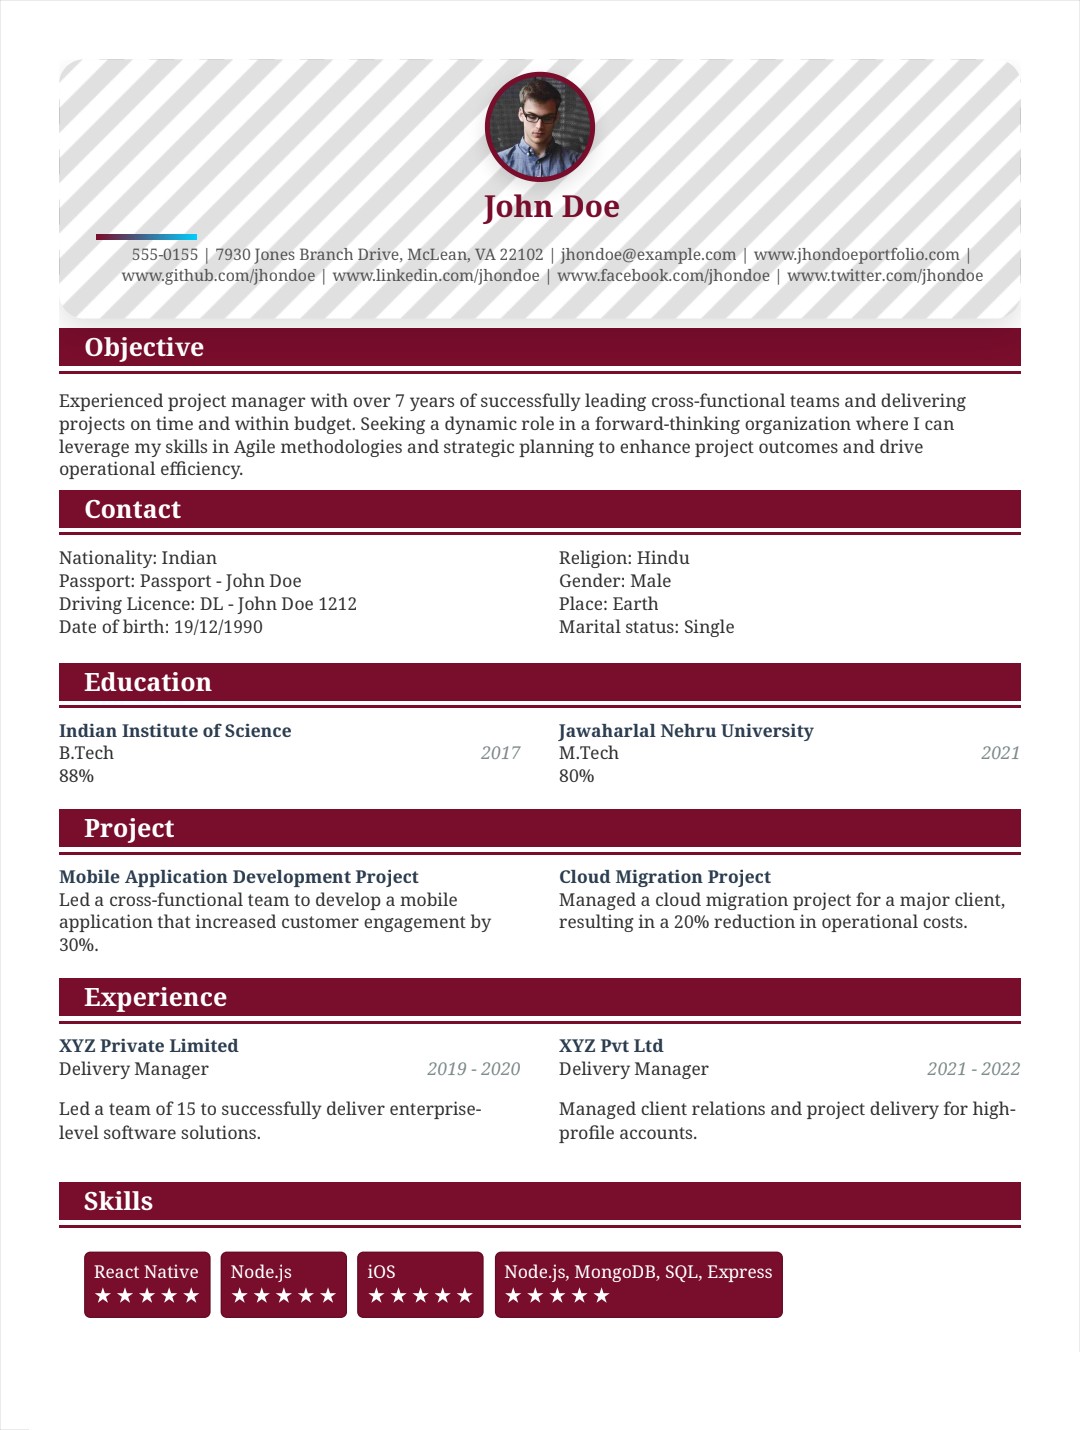 John Doe
555-0155 | 7930 Jones Branch Drive, McLean, VA 22102 | jhondoe@example.com | www.jhondoeportfolio.com |
www.github.com/jhondoe | www.linkedin.com/jhondoe | www.facebook.com/jhondoe | www.twitter.com/jhondoe
Objective
Experienced project manager with over 7 years of successfully leading cross-functional teams and delivering
projects on time and within budget. Seeking a dynamic role in a forward-thinking organization where I can
leverage my skills in Agile methodologies and strategic planning to enhance project outcomes and drive
operational efficiency.
Contact
Nationality: Indian
Passport: Passport - John Doe
Driving Licence: DL - John Doe 1212
Date of birth: 19/12/1990
Religion: Hindu
Gender: Male
Place: Earth
Marital status: Single
Education
Indian Institute of Science
B.Tech 2017
88%
Jawaharlal Nehru University
M.Tech 2021
80%
Project
Mobile Application Development Project
Led a cross-functional team to develop a mobile
application that increased customer engagement by
30%.
Cloud Migration Project
Managed a cloud migration project for a major client,
resulting in a 20% reduction in operational costs.
Experience
XYZ Private Limited
Delivery Manager 2019 - 2020
Led a team of 15 to successfully deliver enterprise-
level software solutions.
XYZ Pvt Ltd
Delivery Manager 2021 - 2022
Managed client relations and project delivery for high-
profile accounts.
Skills
React Native
★★★★★
Node.js
★★★★★
iOS
★★★★★
Node.js, MongoDB, SQL, Express
★★★★★